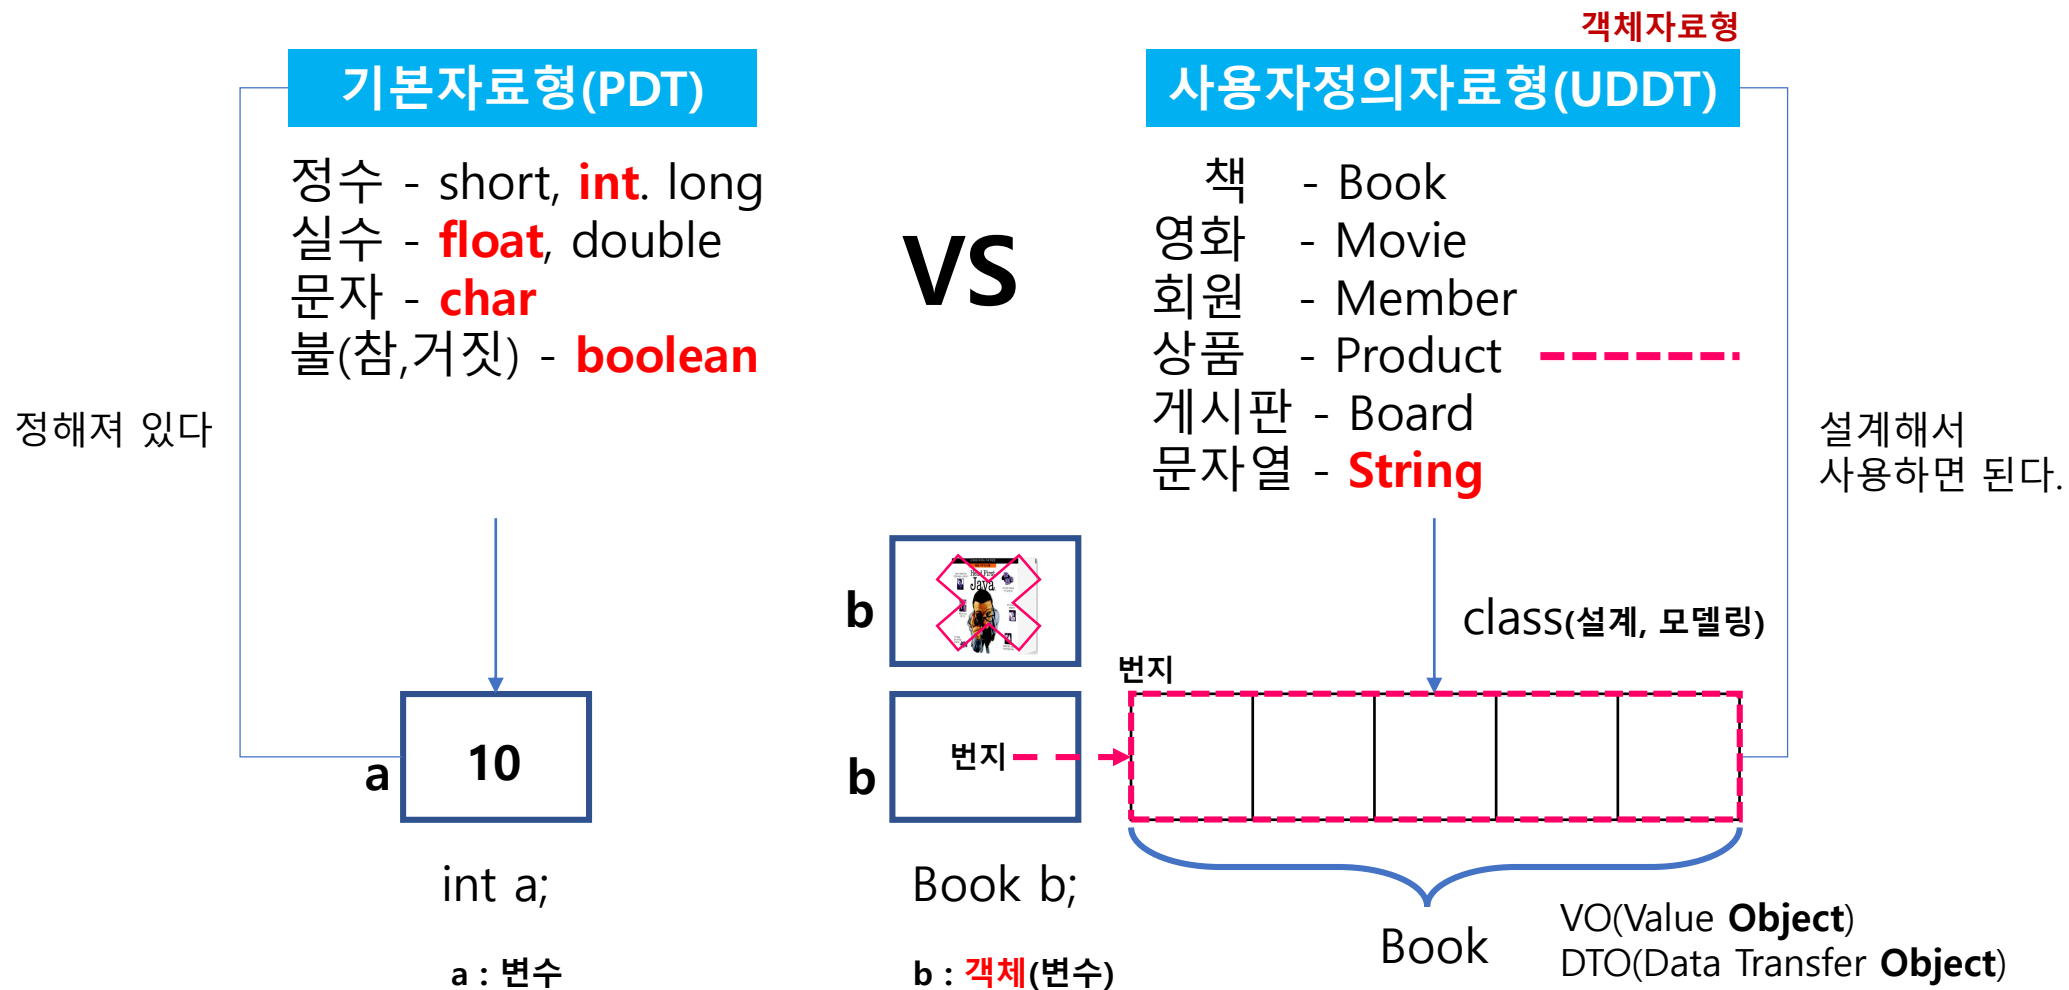 객체자료형
기본자료형(PDT)
사용자정의자료형(UDDT)
정수 - short, int. long
실수 - float, double
문자 - char
불(참,거짓) - boolean
VS
책 - Book
영화 - Movie
회원 - Member
상품 - Product
게시판 - Board
문자열 - String
정해져 있다
설계해서
사용하면 된다.
Head First
Java
b
class(설계, 모델링)
번지
a
10
b
번지
int a;
Book b;
Book
VO(Value Object)
DTO(Data Transfer Object)
a : 변수
b : 객체(변수)